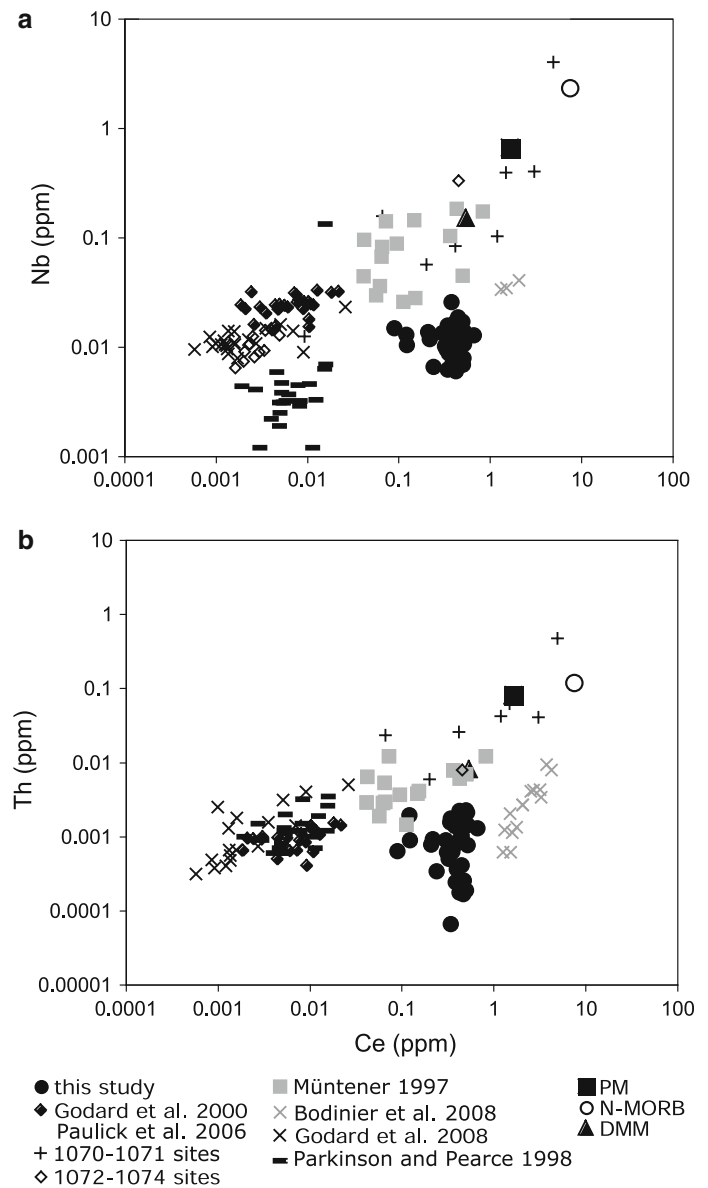 a
10
1
0.1
0.01
0.001
Nb (ppm)
0.0001 0.001 0.01 0.1 1 10 100
b
10
1
0.1
0.01
0.001
0.0001
0.00001
Th (ppm)
0.0001 0.001 0.01 0.1 1 10 100
Ce (ppm)
this study
Godard et al. 2000
Paulick et al. 2006
1070-1071 sites
1072-1074 sites
Müntener 1997
Bodinier et al. 2008
Godard et al. 2008
Parkinson and Pearce 1998
PM
N-MORB
DMM